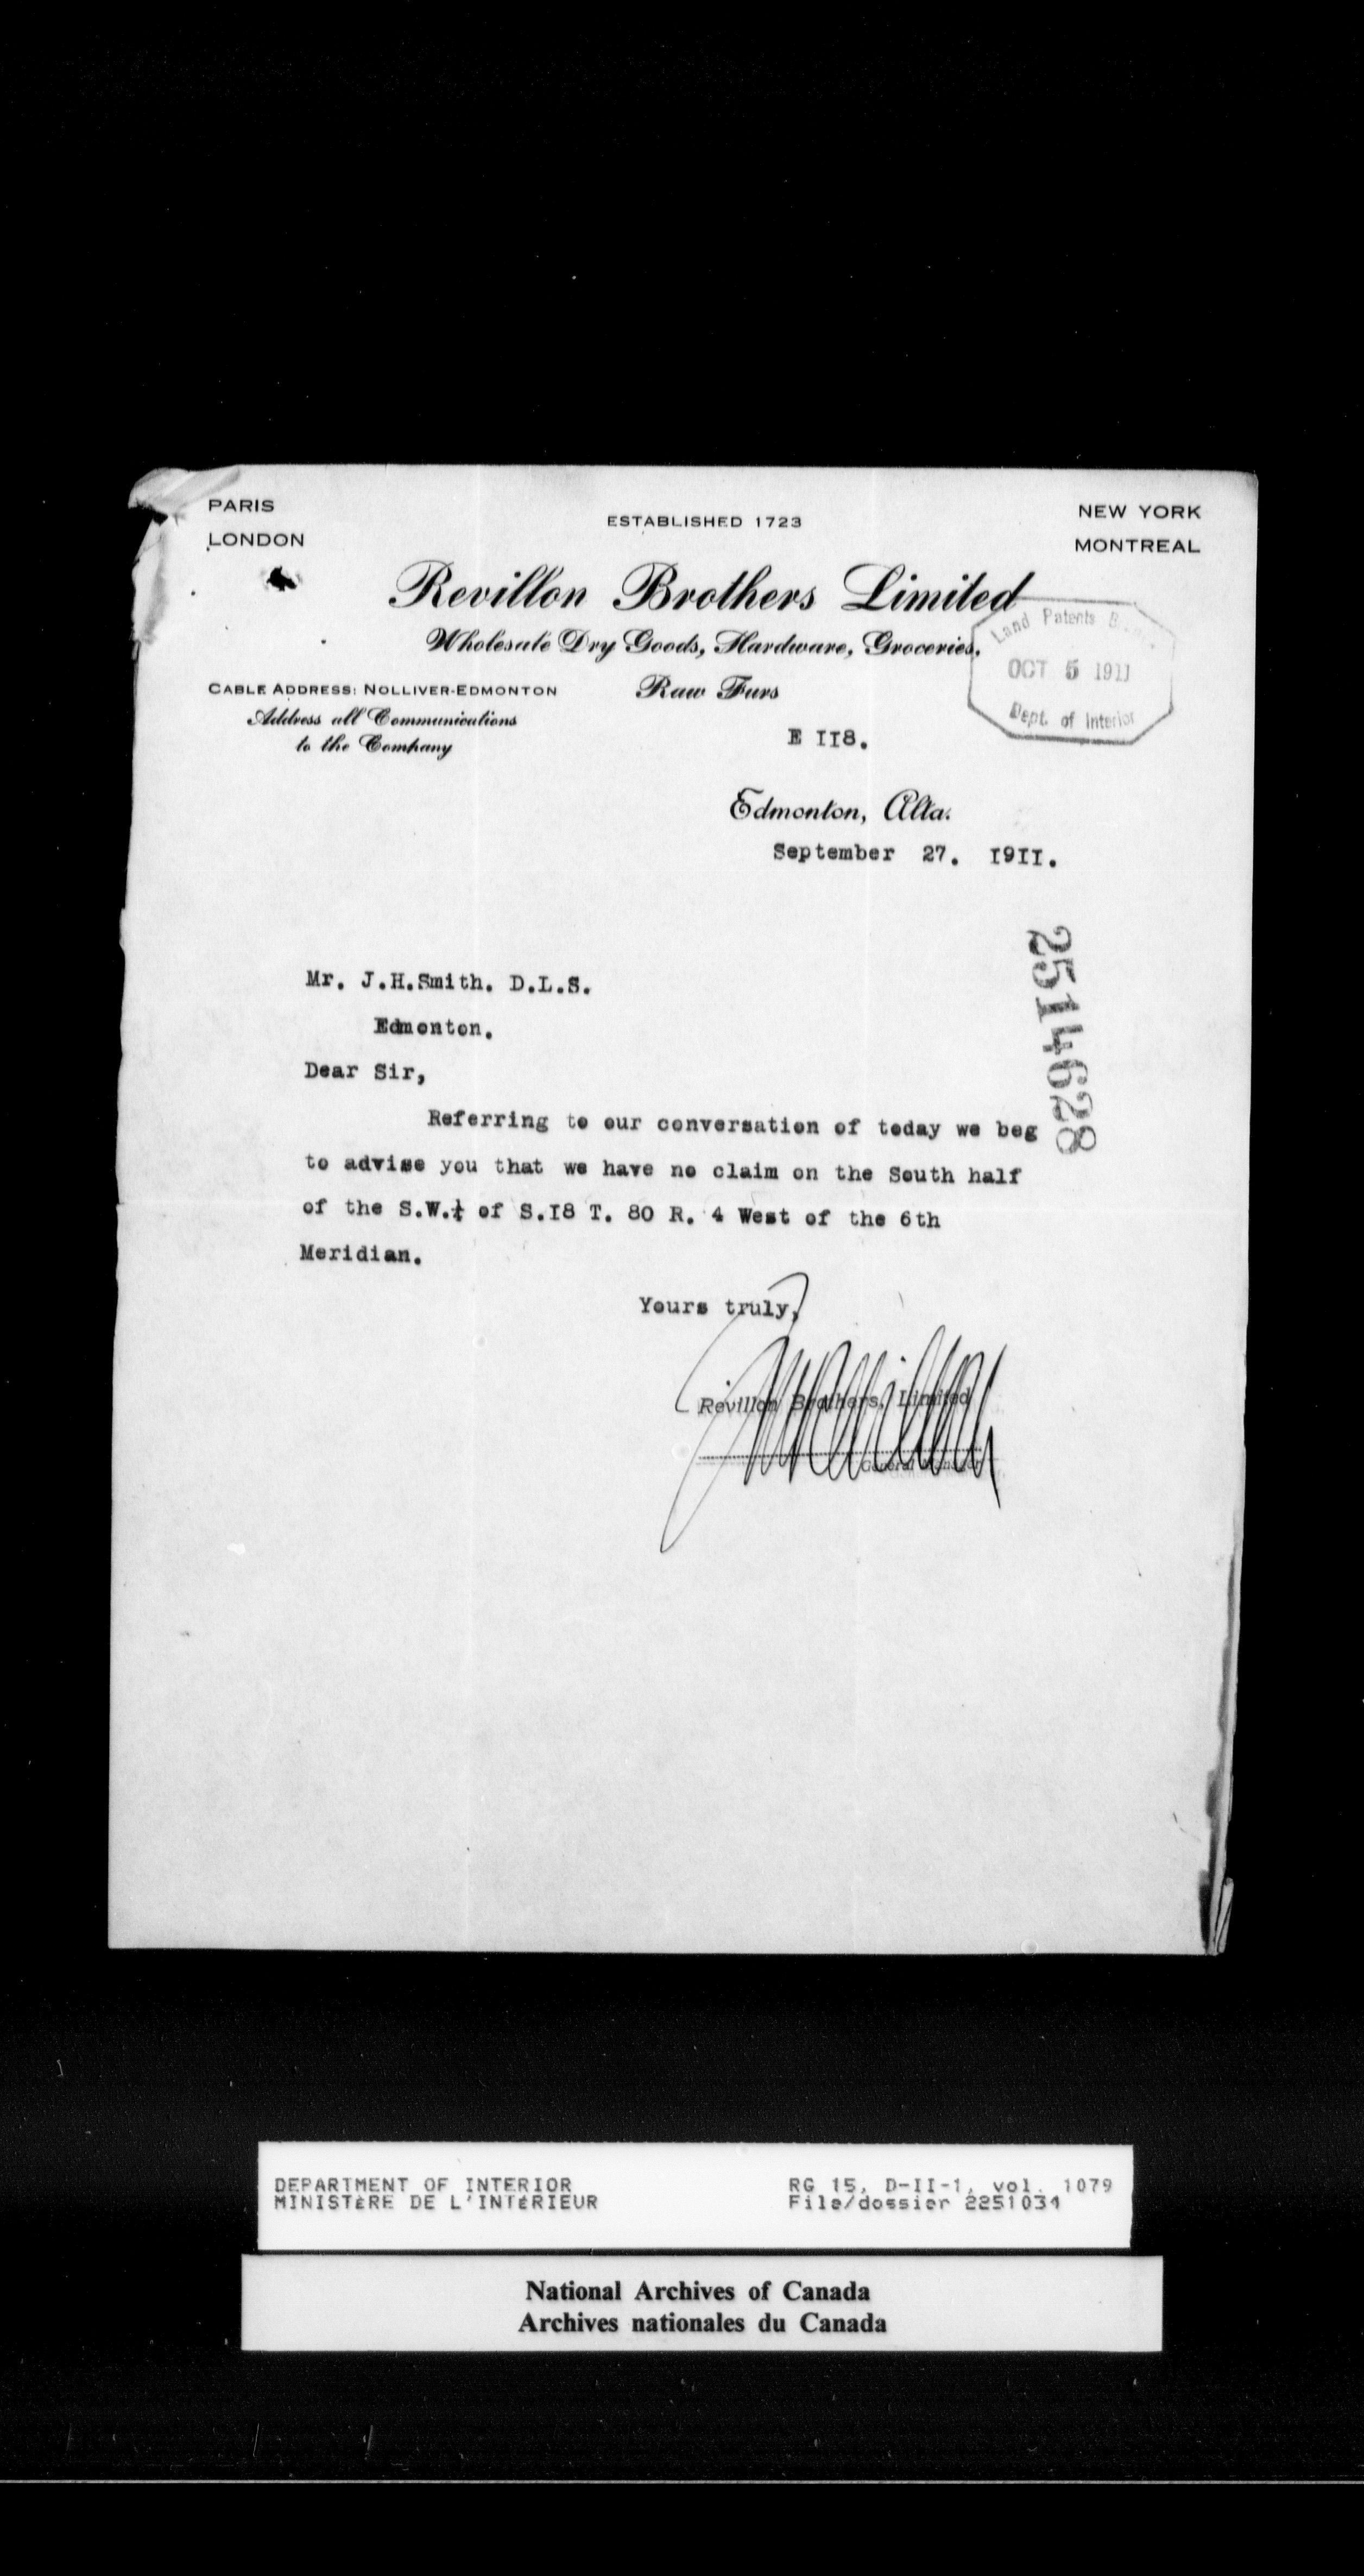 PARIS
LONDON
ESTABLISHED 1723
NEW YORK
MONTREAL
Revillon Brothers Limited
Wholesale Dry Goods, Hardware, Groceries,
Raw Furs
CABLE ADDRESS: NOLLIVER-EDMONTON
Address all Communications
to the Company
Land Patents
OCT 5 1911
Dept. of Interior
E 118.
Edmonton, Alta.
September 27. 1911.
2514628
Mr. J.H.Smith. D.L.S.
Edmonton.
Dear Sir,
Referring to our conversation of today we beg
to advise you that we have no claim on the South half
of the S.W.¼ of S.18 T. 80 R. 4 West of the 6th
Meridian.
Yours truly,
Revillon Brothers, Limited
General Manager
DEPARTMENT OF INTERIOR
MINISTÈRE DE L'INTÉRIEUR
RG 15, D-II-1, vol. 1079
File/dossier 2251034
National Archives of Canada
Archives nationales du Canada